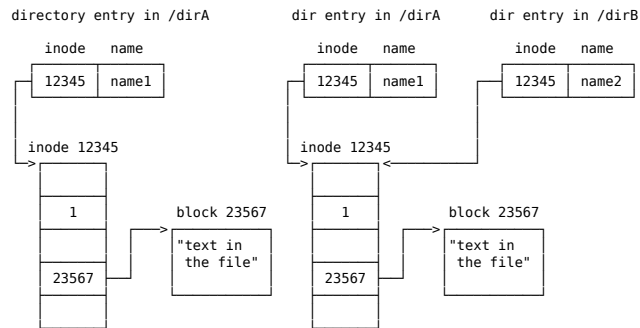 directory entry in /dirA
inode name
12345 name1
inode 12345
1
block 23567
"text in
the file"
23567
dir entry in /dirA
inode name
12345 name1
dir entry in /dirB
inode name
12345 name2
inode 12345
1
block 23567
"text in
the file"
23567